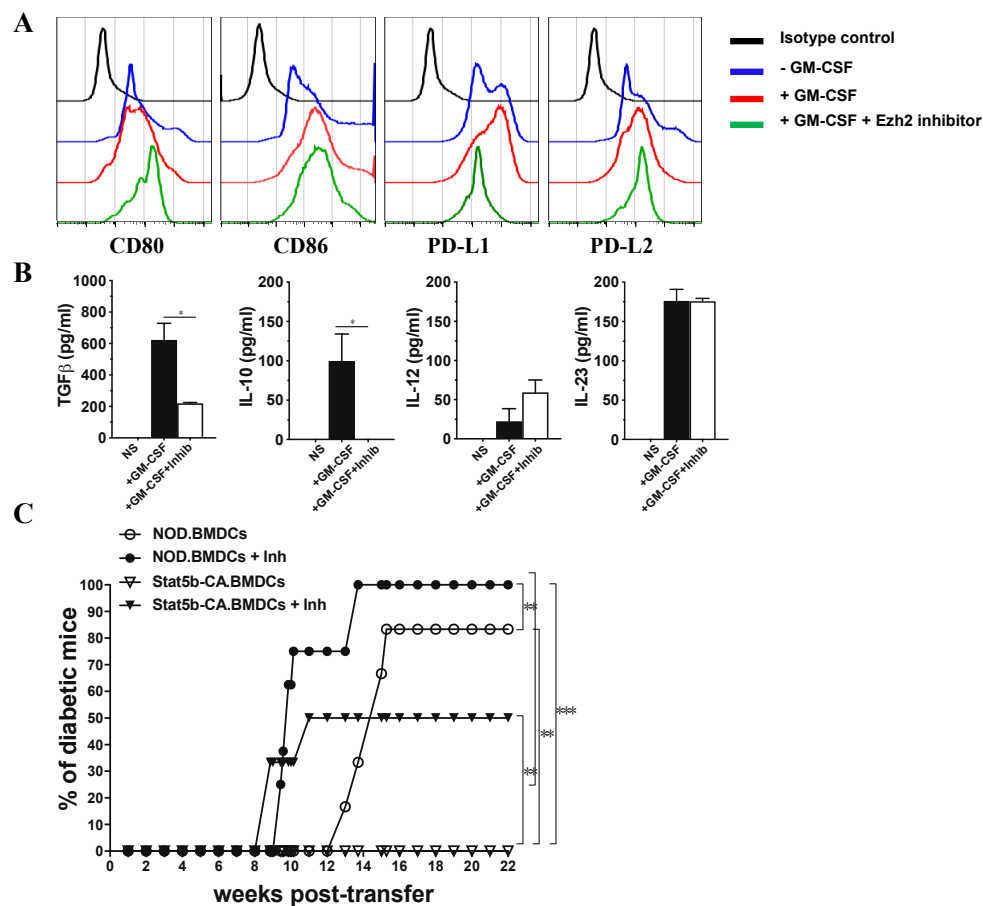 A
Isotype control
- GM-CSF
+ GM-CSF
+ GM-CSF + Ezh2 inhibitor
CD80
CD86
PD-L1
PD-L2
B
TGFβ (pg/ml)
1000
800
600
400
200
0
*
NS
+GM-CSF
+GM-CSF+Inhib
IL-10 (pg/ml)
200
150
100
50
0
*
NS
+GM-CSF
+GM-CSF+Inhib
IL-12 (pg/ml)
200
150
100
50
0
NS
+GM-CSF
+GM-CSF+Inhib
IL-23 (pg/ml)
200
150
100
50
0
NS
+GM-CSF
+GM-CSF+Inhib
C
NOD.BMDCs
NOD.BMDCs + Inh
Stat5b-CA.BMDCs
Stat5b-CA.BMDCs + Inh
% of diabetic mice
100
90
80
70
60
50
40
30
20
10
0
0 2 4 6 8 10 12 14 16 18 20 22
weeks post-transfer
**
***
**
**